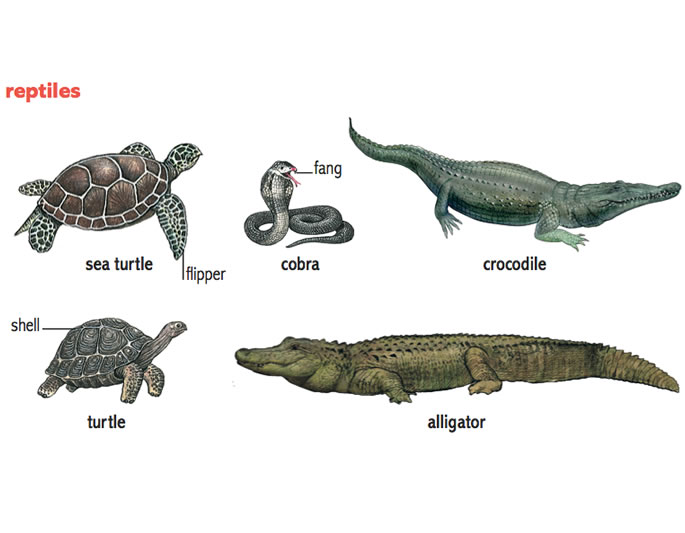 reptiles
fang
sea turtle
flipper
cobra
crocodile
shell
turtle
alligator